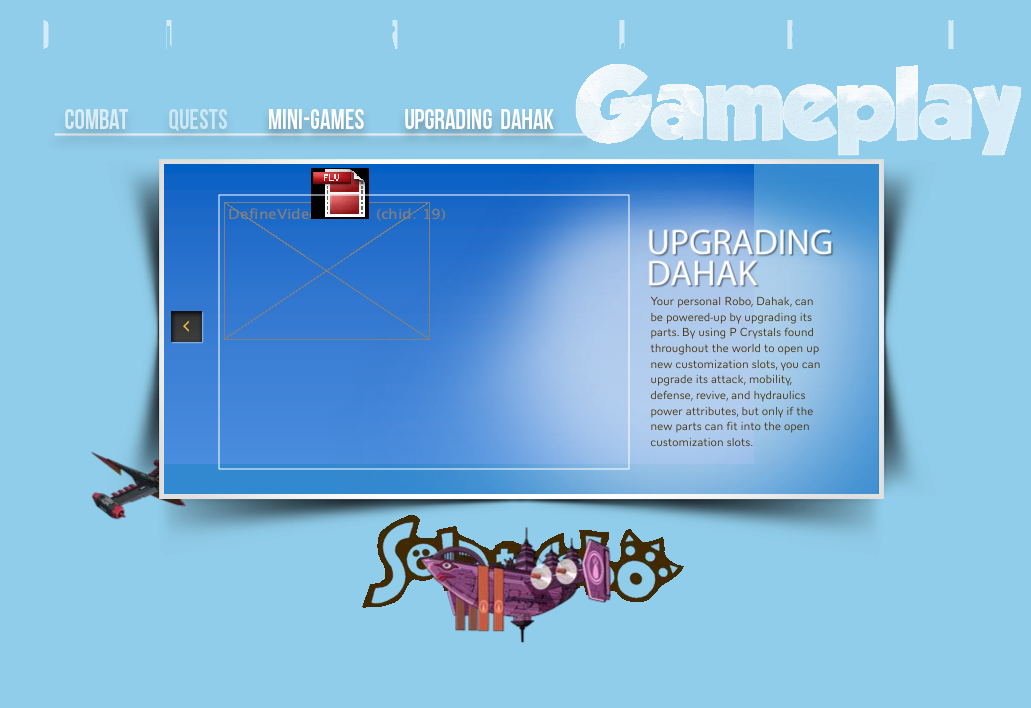 Gameplay
COMBAT QUESTS MINI-GAMES UPGRADING DAHAK
FLV
DefineVide (chid: 19)
UPGRADING
DAHAK
Your personal Robo, Dahak, can
be powered-up by upgrading its
parts. By using P Crystals found
throughout the world to open up
new customization slots, you can
upgrade its attack, mobility,
defense, revive, and hydraulics
power attributes, but only if the
new parts can fit into the open
customization slots.